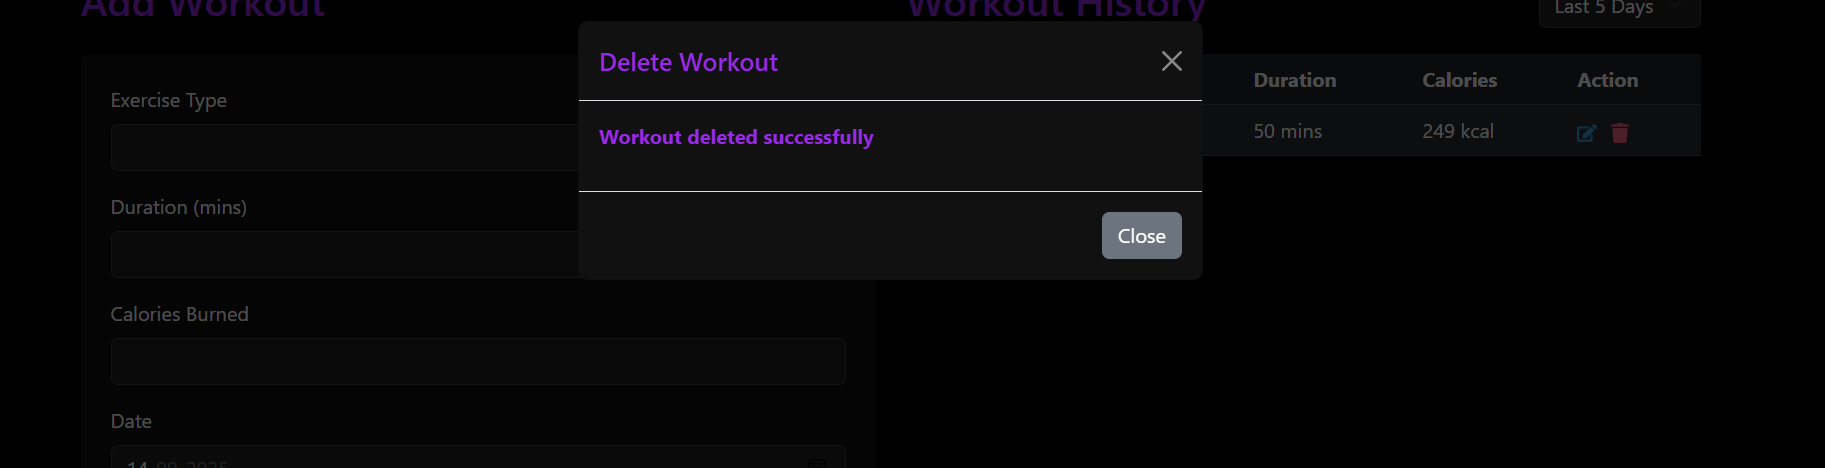 Add Workout
Workout History
Last 5 Days
Delete Workout
Workout deleted successfully
Close
Exercise Type
Duration (mins)
Calories Burned
Date
Duration Calories Action
50 mins 249 kcal